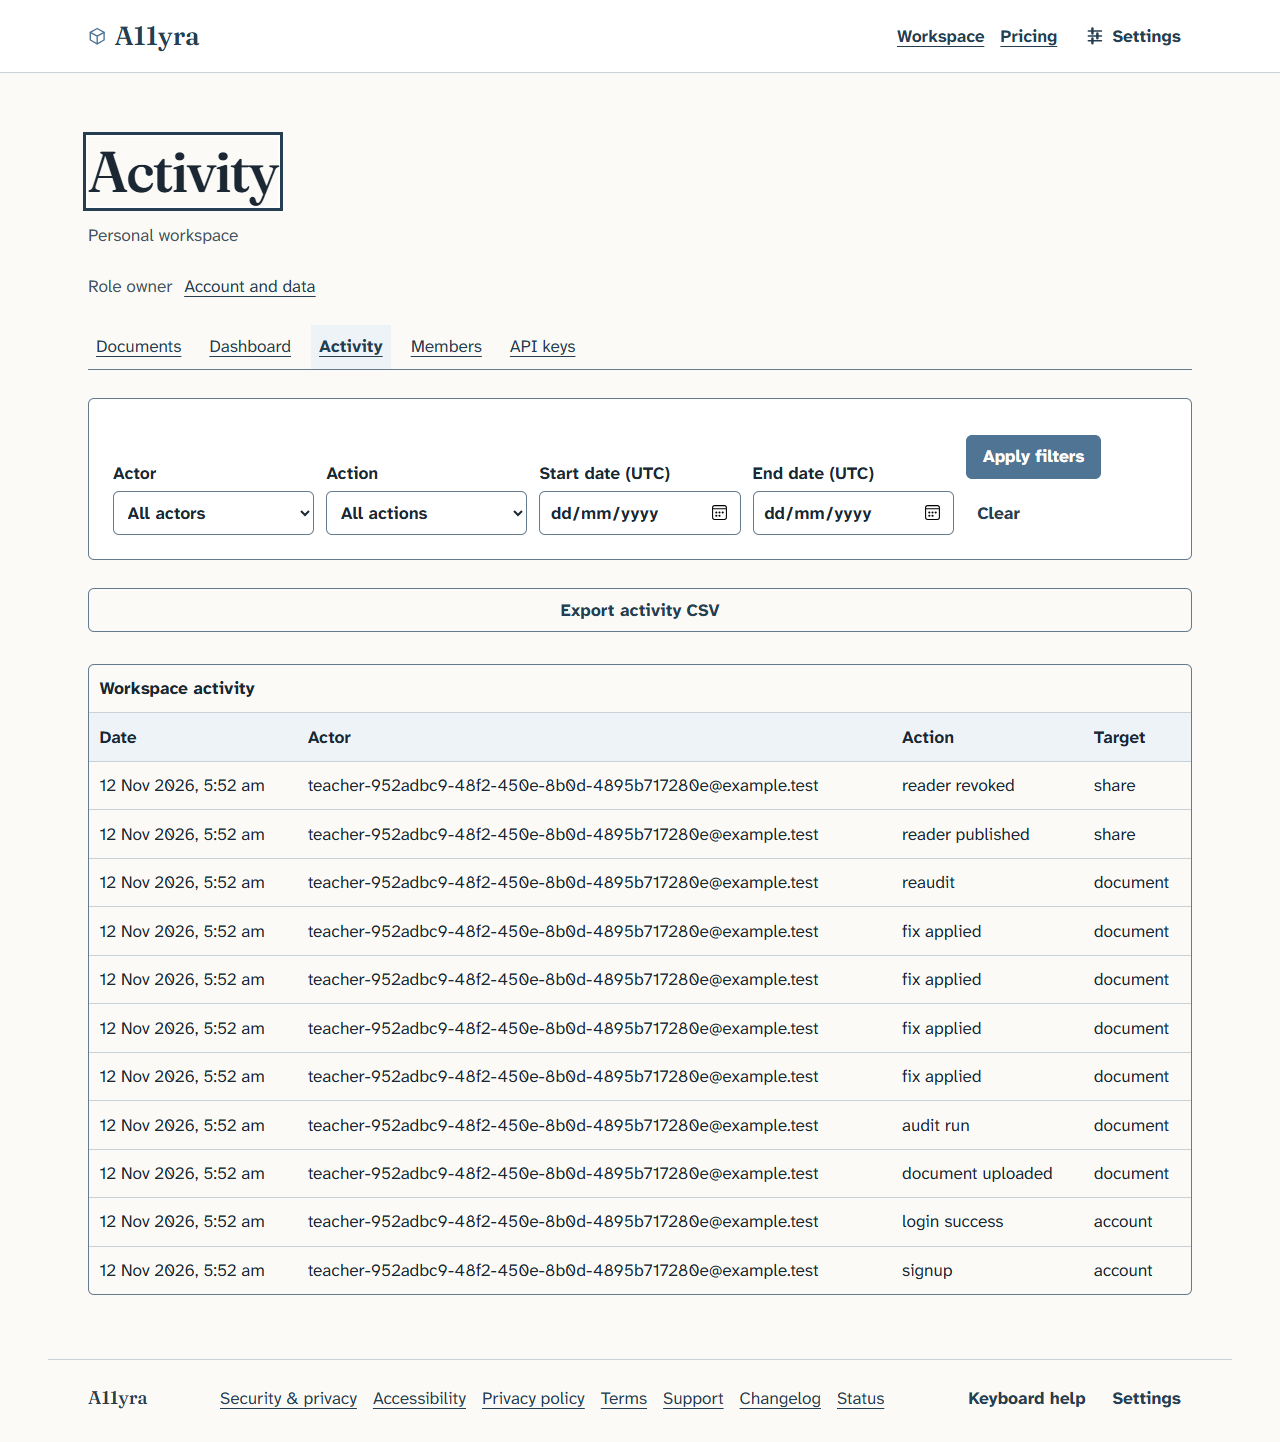 A11yra
Workspace Pricing Settings
Activity
Personal workspace
Role owner Account and data
Documents Dashboard Activity Members API keys
Actor Action Start date (UTC) End date (UTC) Apply filters
All actors All actions dd/mm/yyyy dd/mm/yyyy Clear
Export activity CSV
Workspace activity
Date Actor Action Target
12 Nov 2026, 5:52 am teacher-952adbc9-48f2-450e-8b0d-4895b717280e@example.test reader revoked share
12 Nov 2026, 5:52 am teacher-952adbc9-48f2-450e-8b0d-4895b717280e@example.test reader published share
12 Nov 2026, 5:52 am teacher-952adbc9-48f2-450e-8b0d-4895b717280e@example.test reaudit document
12 Nov 2026, 5:52 am teacher-952adbc9-48f2-450e-8b0d-4895b717280e@example.test fix applied document
12 Nov 2026, 5:52 am teacher-952adbc9-48f2-450e-8b0d-4895b717280e@example.test fix applied document
12 Nov 2026, 5:52 am teacher-952adbc9-48f2-450e-8b0d-4895b717280e@example.test fix applied document
12 Nov 2026, 5:52 am teacher-952adbc9-48f2-450e-8b0d-4895b717280e@example.test fix applied document
12 Nov 2026, 5:52 am teacher-952adbc9-48f2-450e-8b0d-4895b717280e@example.test audit run document
12 Nov 2026, 5:52 am teacher-952adbc9-48f2-450e-8b0d-4895b717280e@example.test document uploaded document
12 Nov 2026, 5:52 am teacher-952adbc9-48f2-450e-8b0d-4895b717280e@example.test login success account
12 Nov 2026, 5:52 am teacher-952adbc9-48f2-450e-8b0d-4895b717280e@example.test signup account
A11yra Security & privacy Accessibility Privacy policy Terms Support Changelog Status Keyboard help Settings